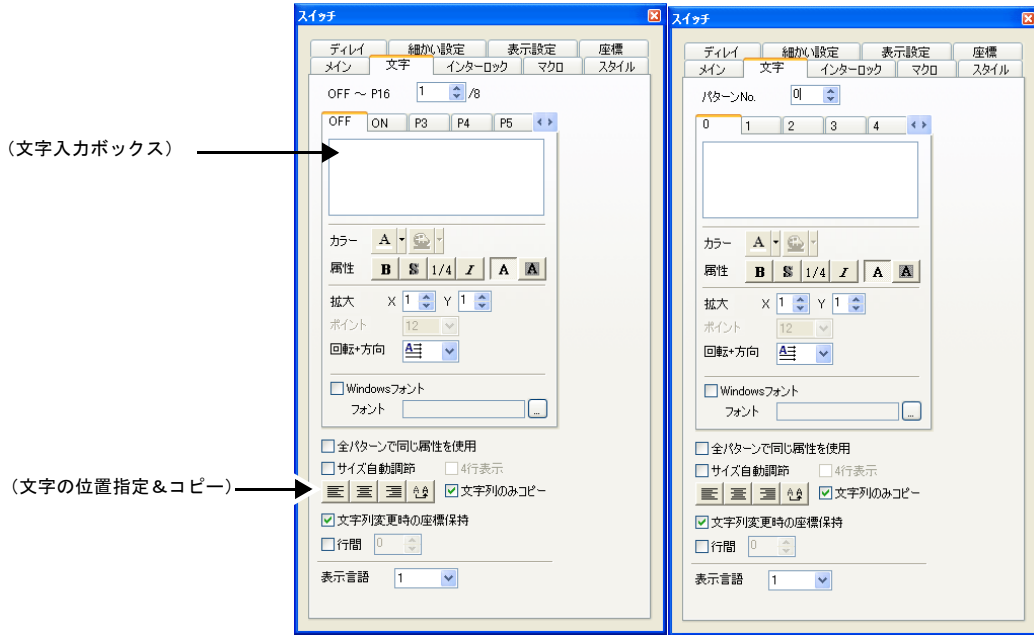 スイッチ
ディレイ 細かい設定 表示設定 座標
メイン 文字 インターロック マクロ スタイル
OFF ～ P16 1 /8
OFF ON P3 P4 P5
(文字入力ボックス)
カラー A
属性 B S 1/4 I A A
拡大 X 1 Y 1
ポイント 12
回転+方向 A
Windowsフォント
フォント ...
全パターンで同じ属性を使用
サイズ自動調節 4行表示
(文字の位置指定&コピー)
文字列のみコピー
文字列変更時の座標保持
行間 0
表示言語 1
スイッチ
ディレイ 細かい設定 表示設定 座標
メイン 文字 インターロック マクロ スタイル
パターンNo. 0
0 1 2 3 4
カラー A
属性 B S 1/4 I A A
拡大 X 1 Y 1
ポイント 12
回転+方向 A
Windowsフォント
フォント ...
全パターンで同じ属性を使用
サイズ自動調節 4行表示
文字列のみコピー
文字列変更時の座標保持
行間 0
表示言語 1